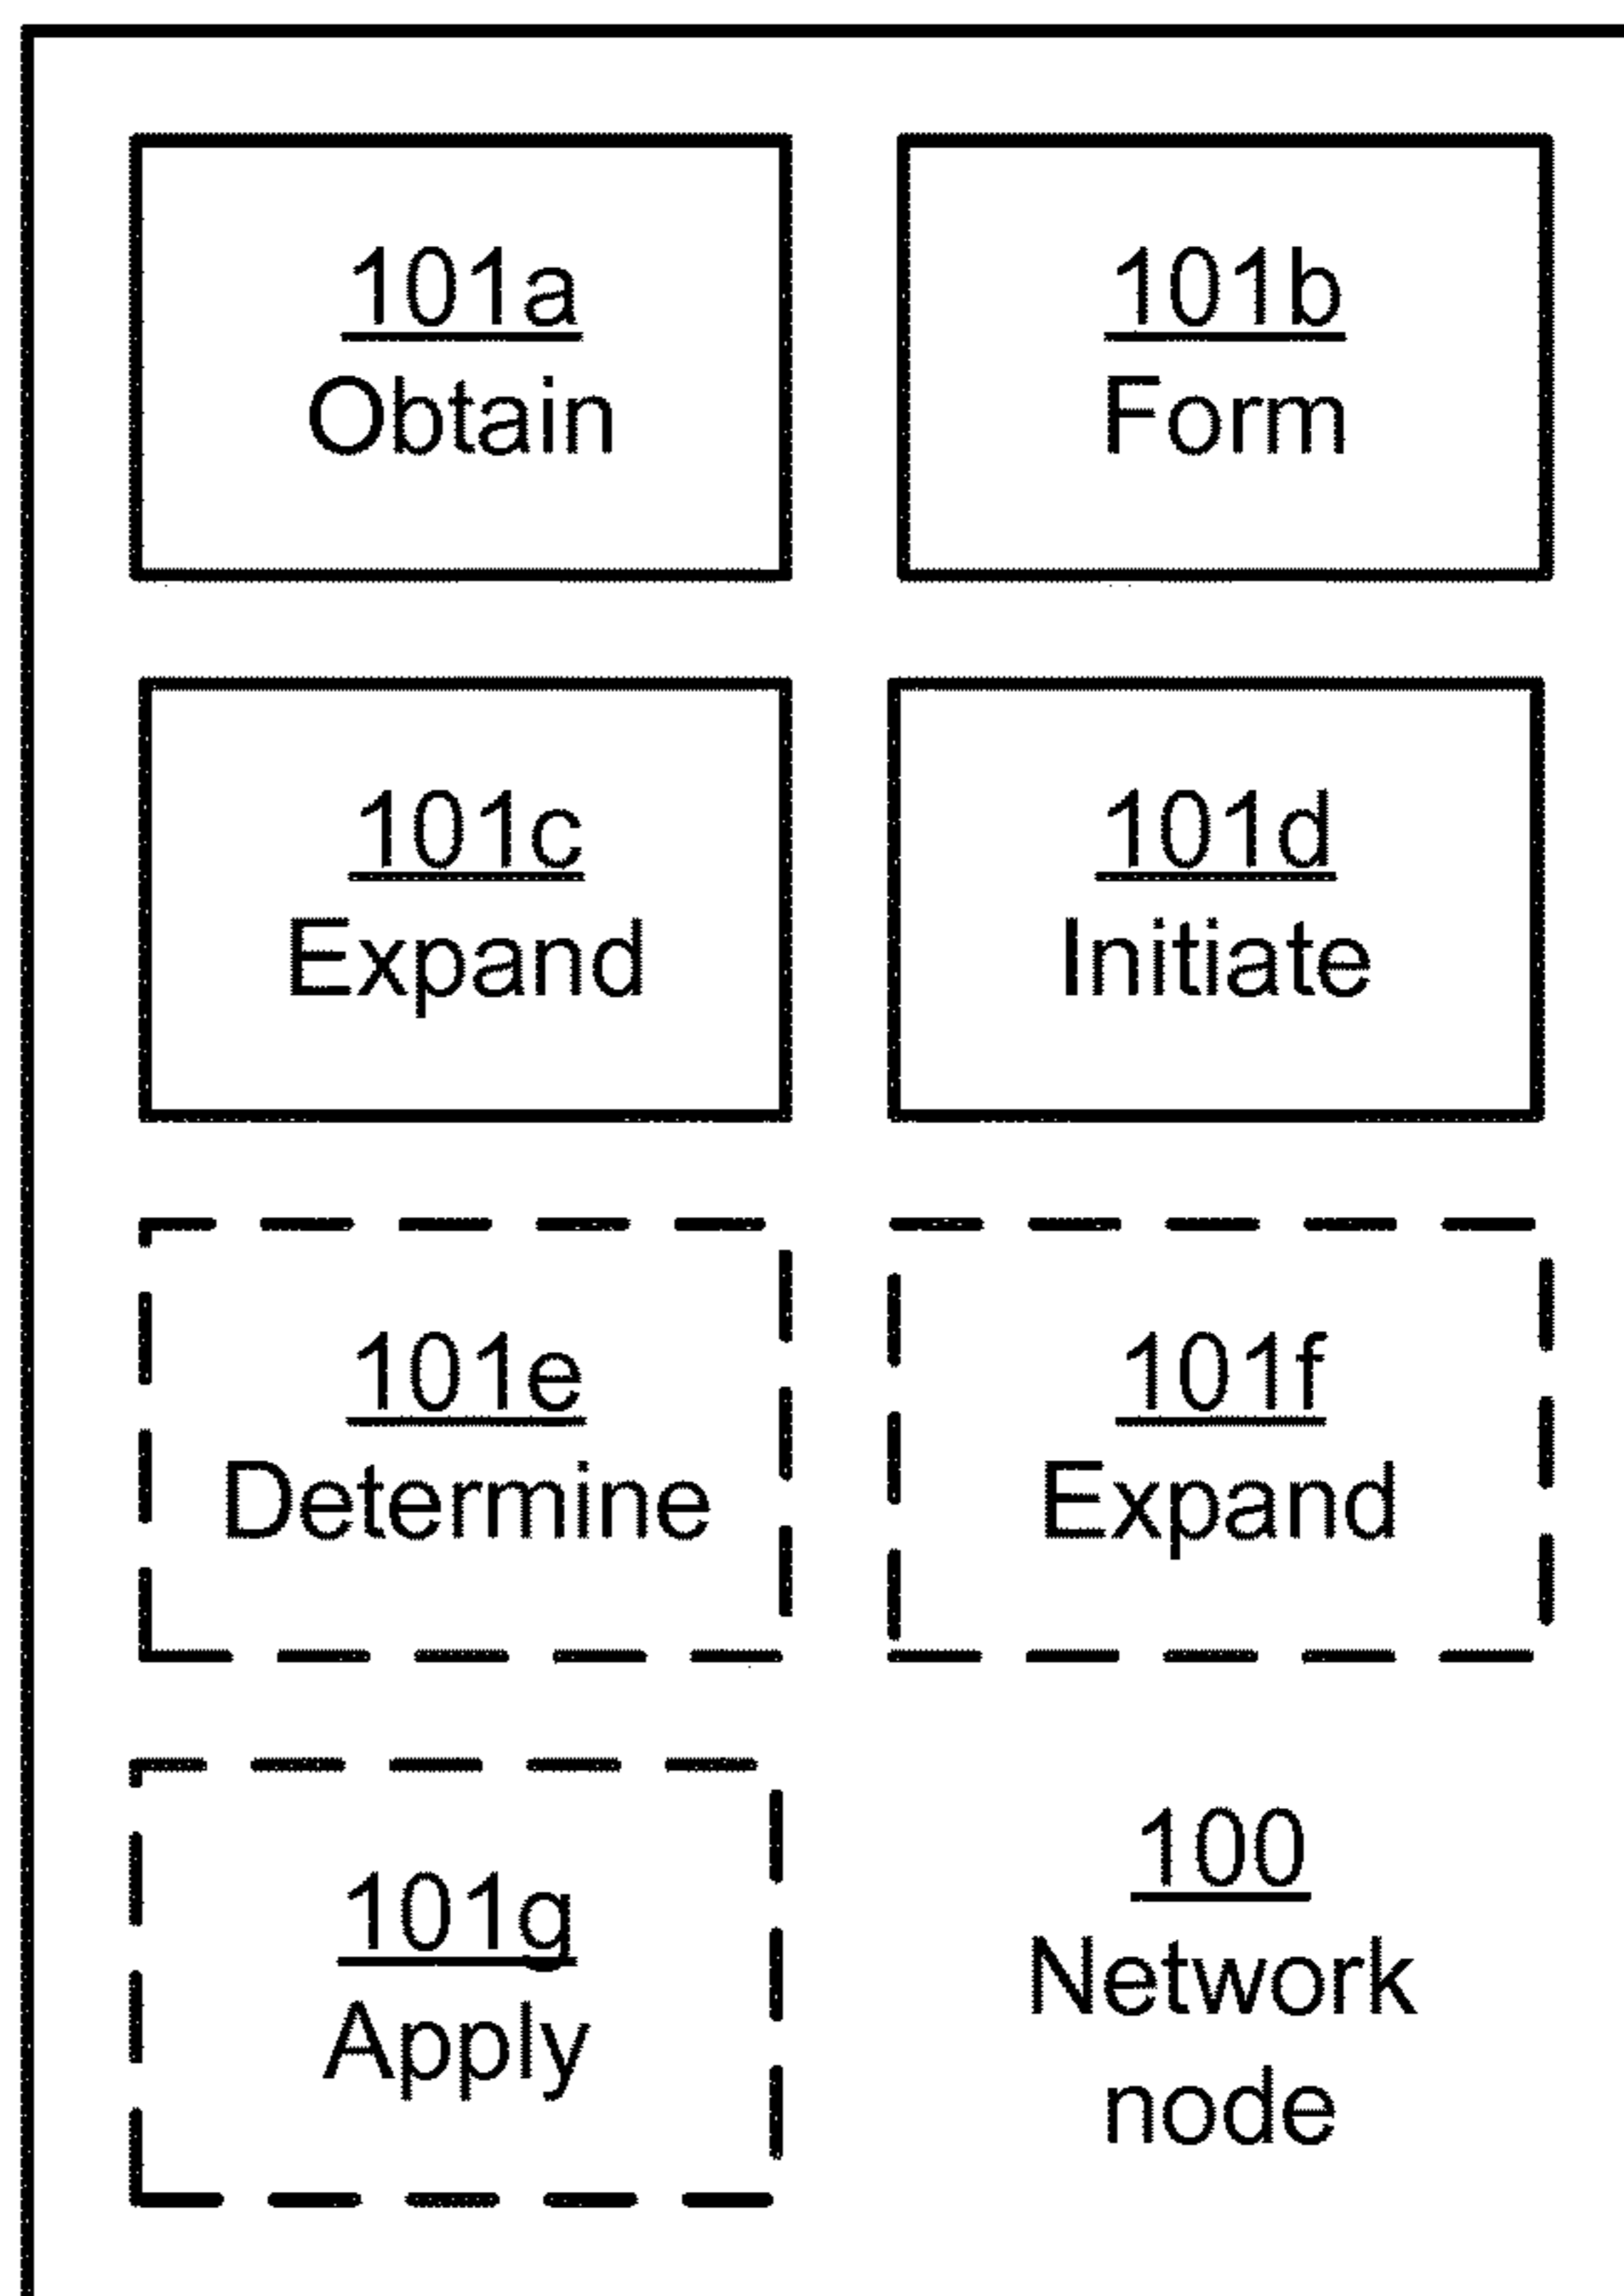 101a
Obtain
101b
Form
101c
Expand
101d
Initiate
101e
Determine
101f
Expand
101g
Apply
100
Network
node